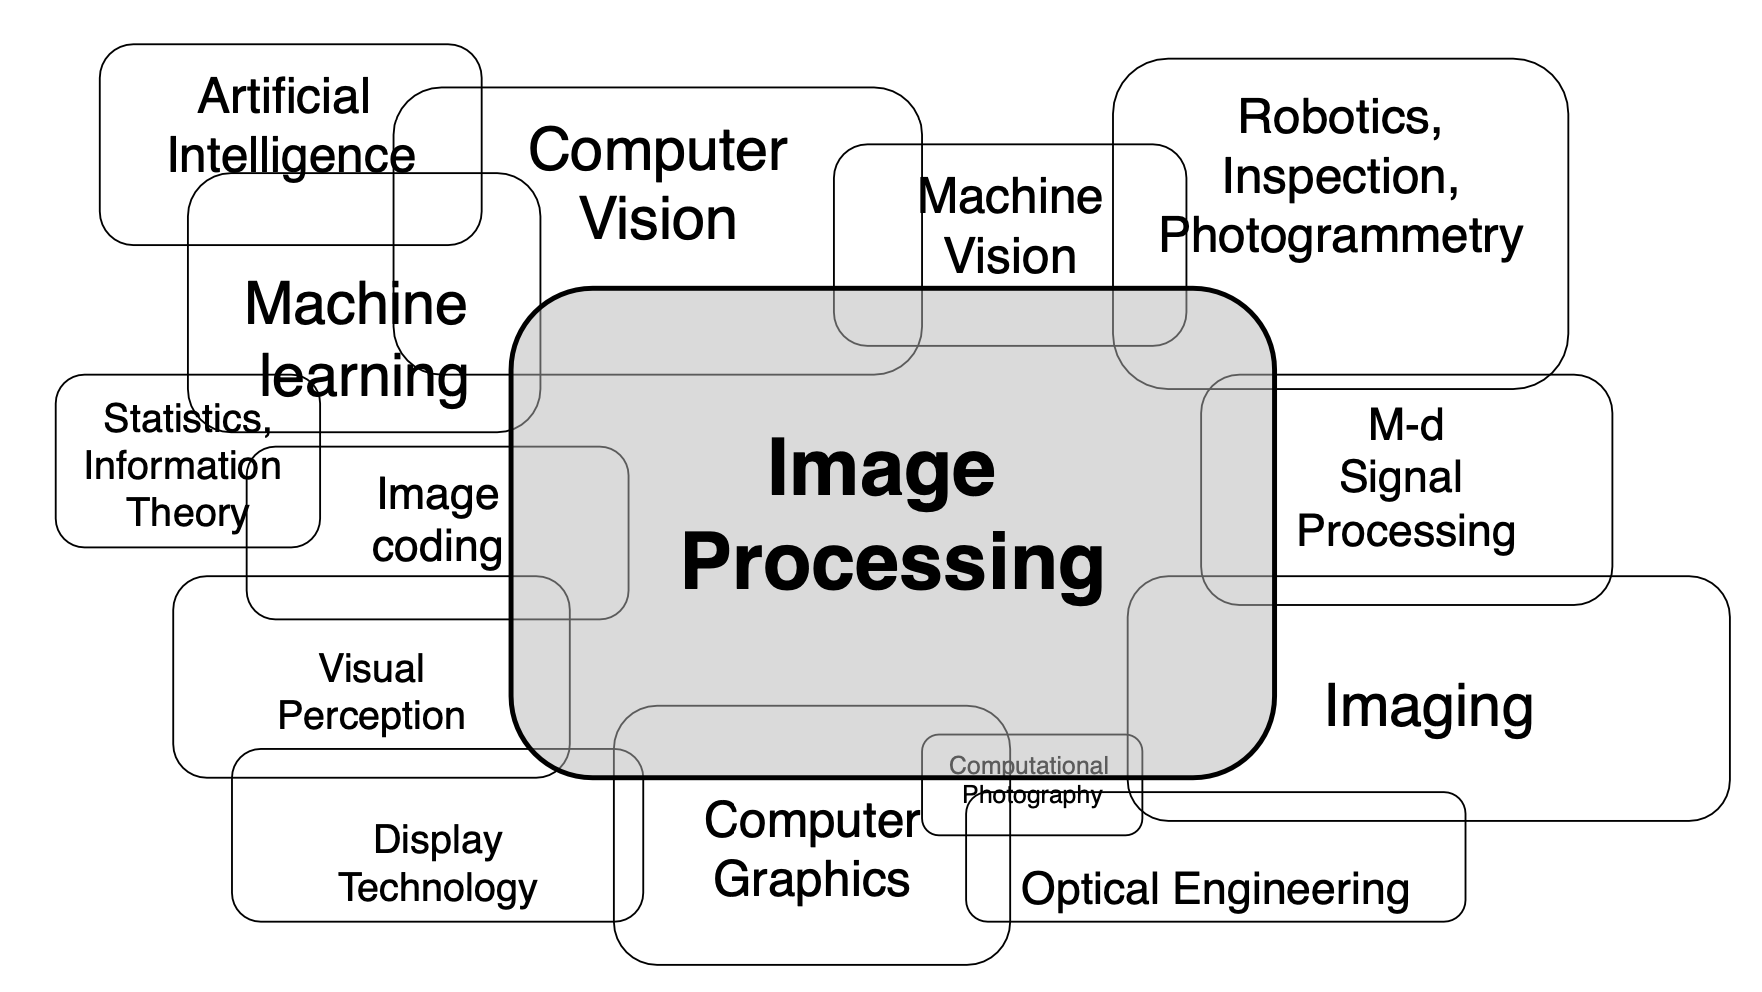 Artificial
Intelligence
Computer
Vision
Machine
Vision
Robotics,
Inspection,
Photogrammetry
Machine
learning
Statistics,
Information
Theory
Image
coding
Image
Processing
M-d
Signal
Processing
Visual
Perception
Imaging
Display
Technology
Computer
Graphics
Computational
Photography
Optical Engineering